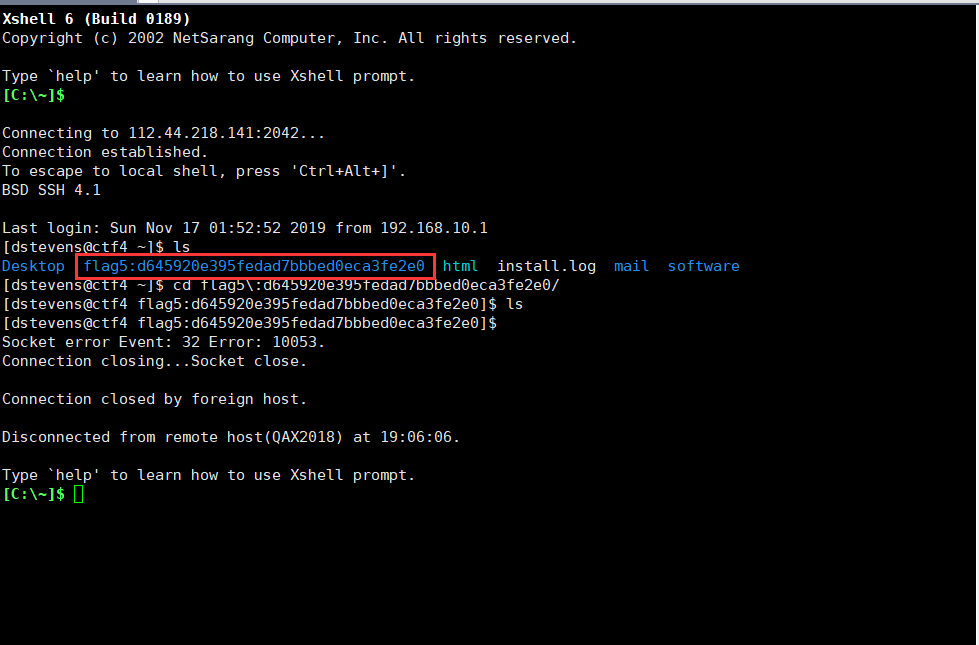 Xshell 6 (Build 0189)
Copyright (c) 2002 NetSarang Computer, Inc. All rights reserved.
Type `help' to learn how to use Xshell prompt.
[C:\~]$
Connecting to 112.44.218.141:2042...
Connection established.
To escape to local shell, press 'Ctrl+Alt+]'.
BSD SSH 4.1
Last login: Sun Nov 17 01:52:52 2019 from 192.168.10.1
[dstevens@ctf4 ~]$ ls
Desktop  flag5:d645920e395fedad7bbbed0eca3fe2e0  html  install.log  mail  software
[dstevens@ctf4 ~]$ cd flag5\:d645920e395fedad7bbbed0eca3fe2e0/
[dstevens@ctf4 flag5:d645920e395fedad7bbbed0eca3fe2e0]$ ls
[dstevens@ctf4 flag5:d645920e395fedad7bbbed0eca3fe2e0]$
Socket error Event: 32 Error: 10053.
Connection closing...Socket close.
Connection closed by foreign host.
Disconnected from remote host(QAX2018) at 19:06:06.
Type `help' to learn how to use Xshell prompt.
[C:\~]$